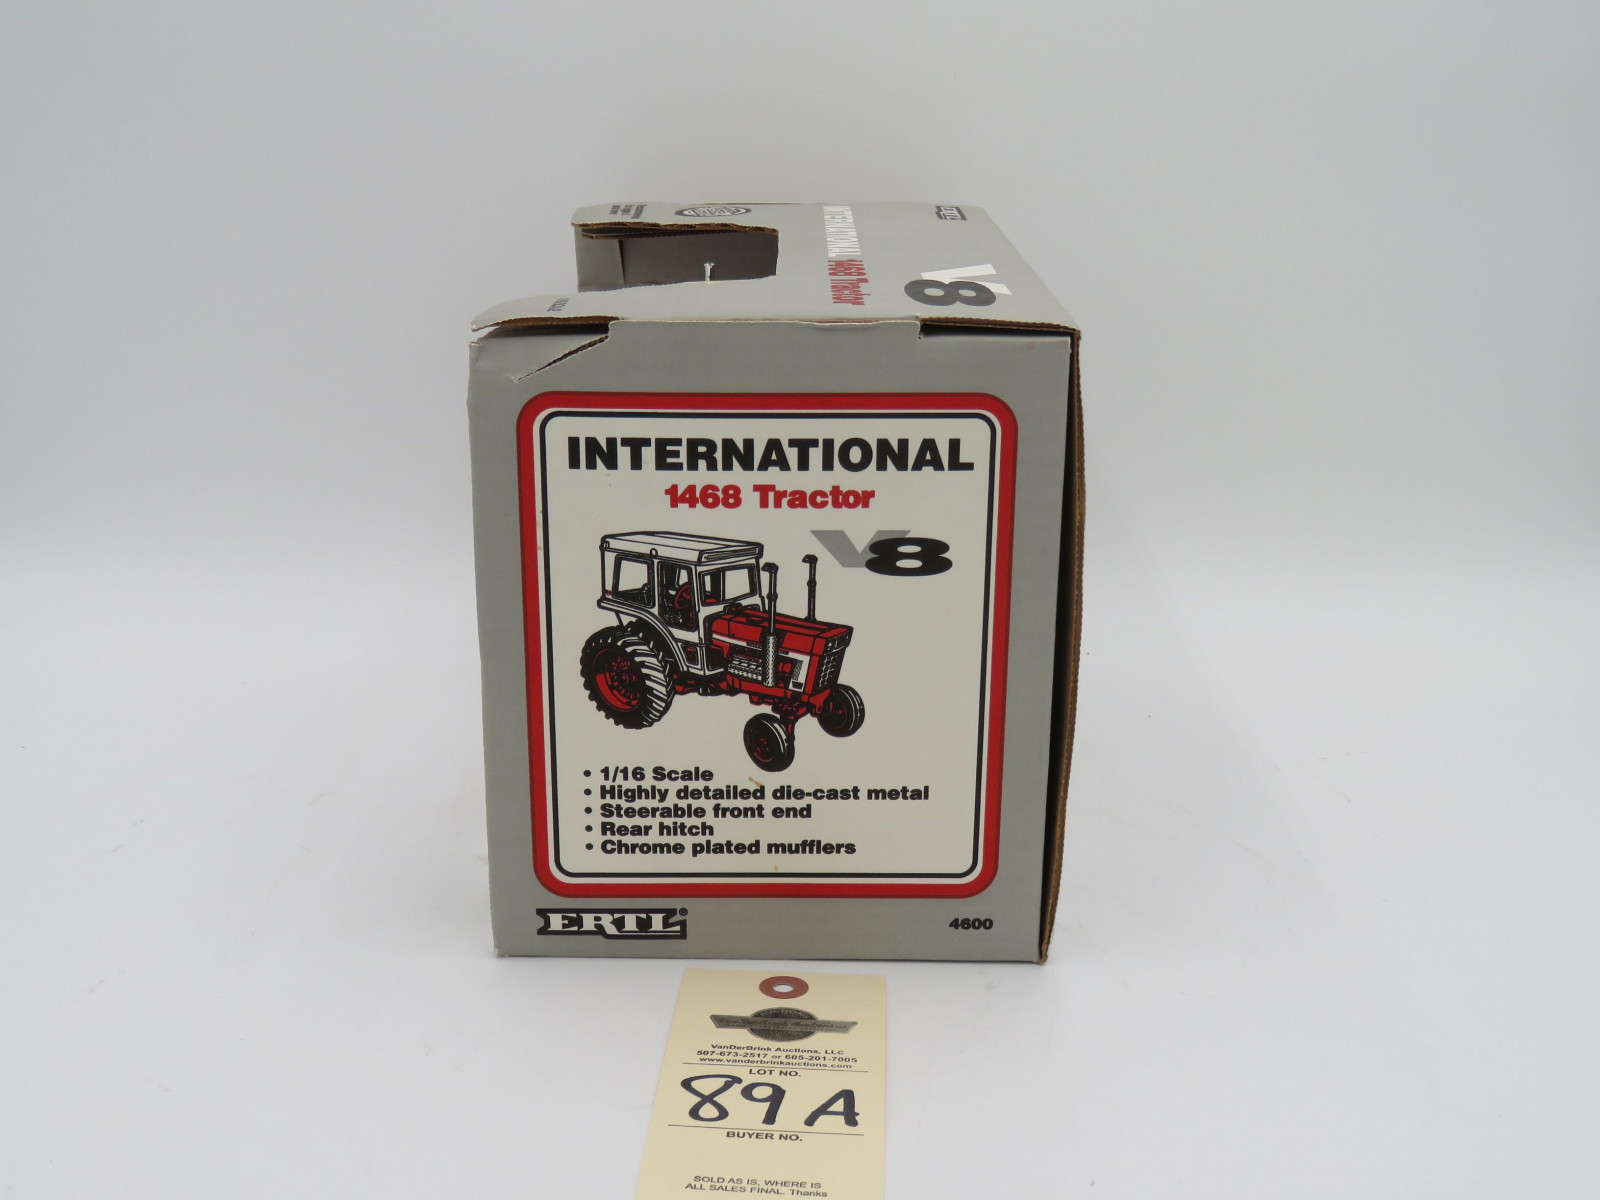 ERTL
INTERNATIONAL 1468 Tractor
V8
INTERNATIONAL
1468 Tractor
V8
• 1/16 Scale
• Highly detailed die-cast metal
• Steerable front end
• Rear hitch
• Chrome plated mufflers
ERTL®
4600
VanDerBrink Auctions, LLC
507-673-2517 or 605-201-7005
www.vanderbrinkauctions.com
LOT NO.
89A
BUYER NO.
SOLD AS IS, WHERE IS
ALL SALES FINAL. Thanks